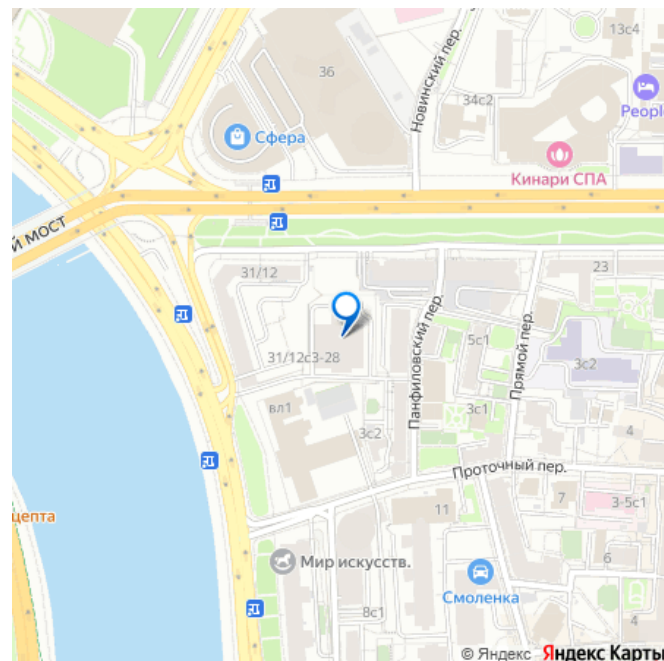 13с4
36
Новинский пер.
34с2
People
Сфера
Кинари СПА
й мост
31/12
23
Панфиловский пер.
5с1
Прямой пер.
31/12с3-28
3с2
вл1
3с1
3с2
4
Проточный пер.
7
3-5с1
11
цепта
6
Мир искусств.
Смоленка
8с1
4
© Яндекс Яндекс Карты